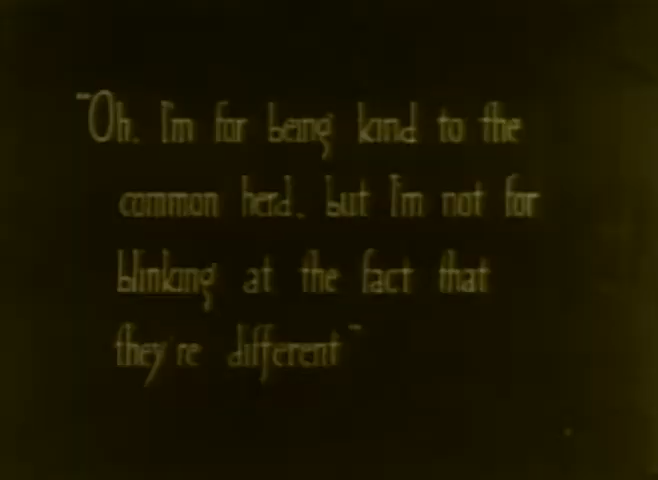 "Oh, I'm for being kind to the
common herd, but I'm not for
blinking at the fact that
they're different"